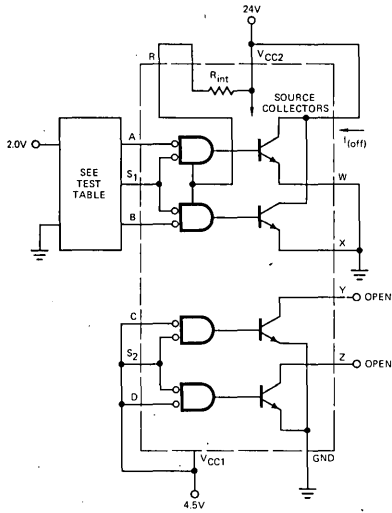 24V
R
VCC2
Rint
SOURCE
COLLECTORS
I(off)
2.0V
SEE
TEST
TABLE
A
S1
B
W
X
C
S2
D
Y
OPEN
Z
OPEN
VCC1
GND
4.5V